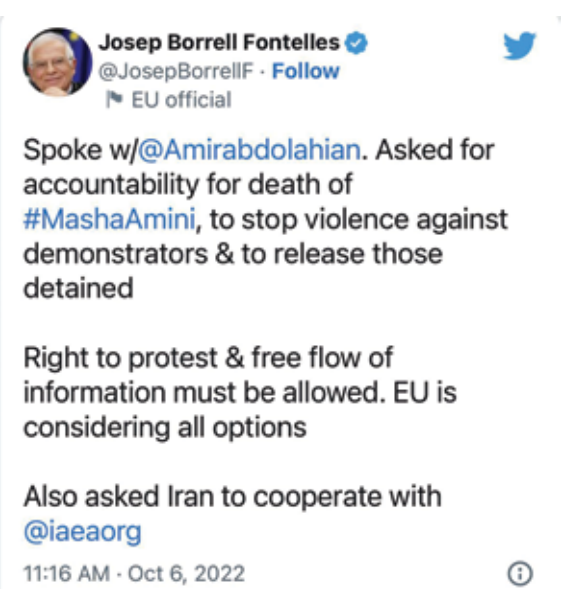 Josep Borrell Fontelles
@JosepBorrellF · Follow
EU official
Spoke w/@Amirabdolahian. Asked for
accountability for death of
#MashaAmini, to stop violence against
demonstrators & to release those
detained
Right to protest & free flow of
information must be allowed. EU is
considering all options
Also asked Iran to cooperate with
@iaeaorg
11:16 AM · Oct 6, 2022